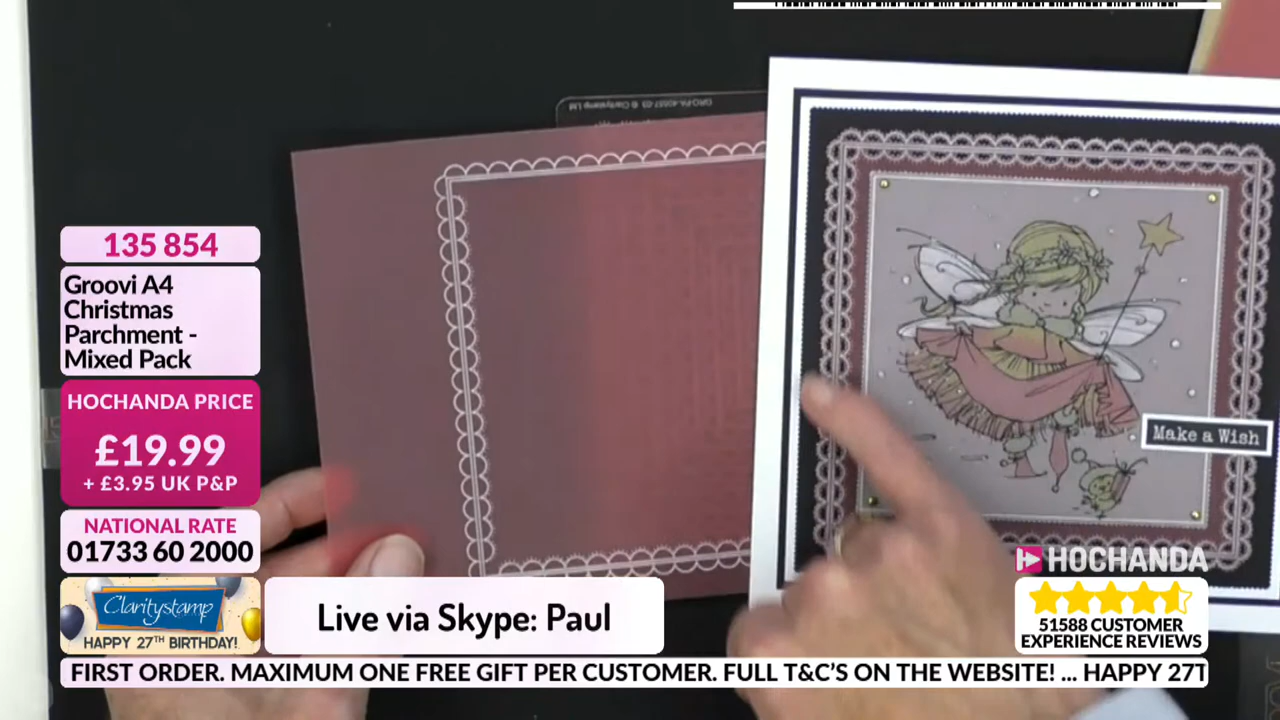 135 854
Groovi A4
Christmas
Parchment -
Mixed Pack
HOCHANDA PRICE
£19.99
+ £3.95 UK P&P
NATIONAL RATE
01733 60 2000
Claritystamp
HAPPY 27TH BIRTHDAY!
Live via Skype: Paul
Make a Wish
HOCHANDA
51588 CUSTOMER
EXPERIENCE REVIEWS
FIRST ORDER. MAXIMUM ONE FREE GIFT PER CUSTOMER. FULL T&C'S ON THE WEBSITE! ... HAPPY 27T